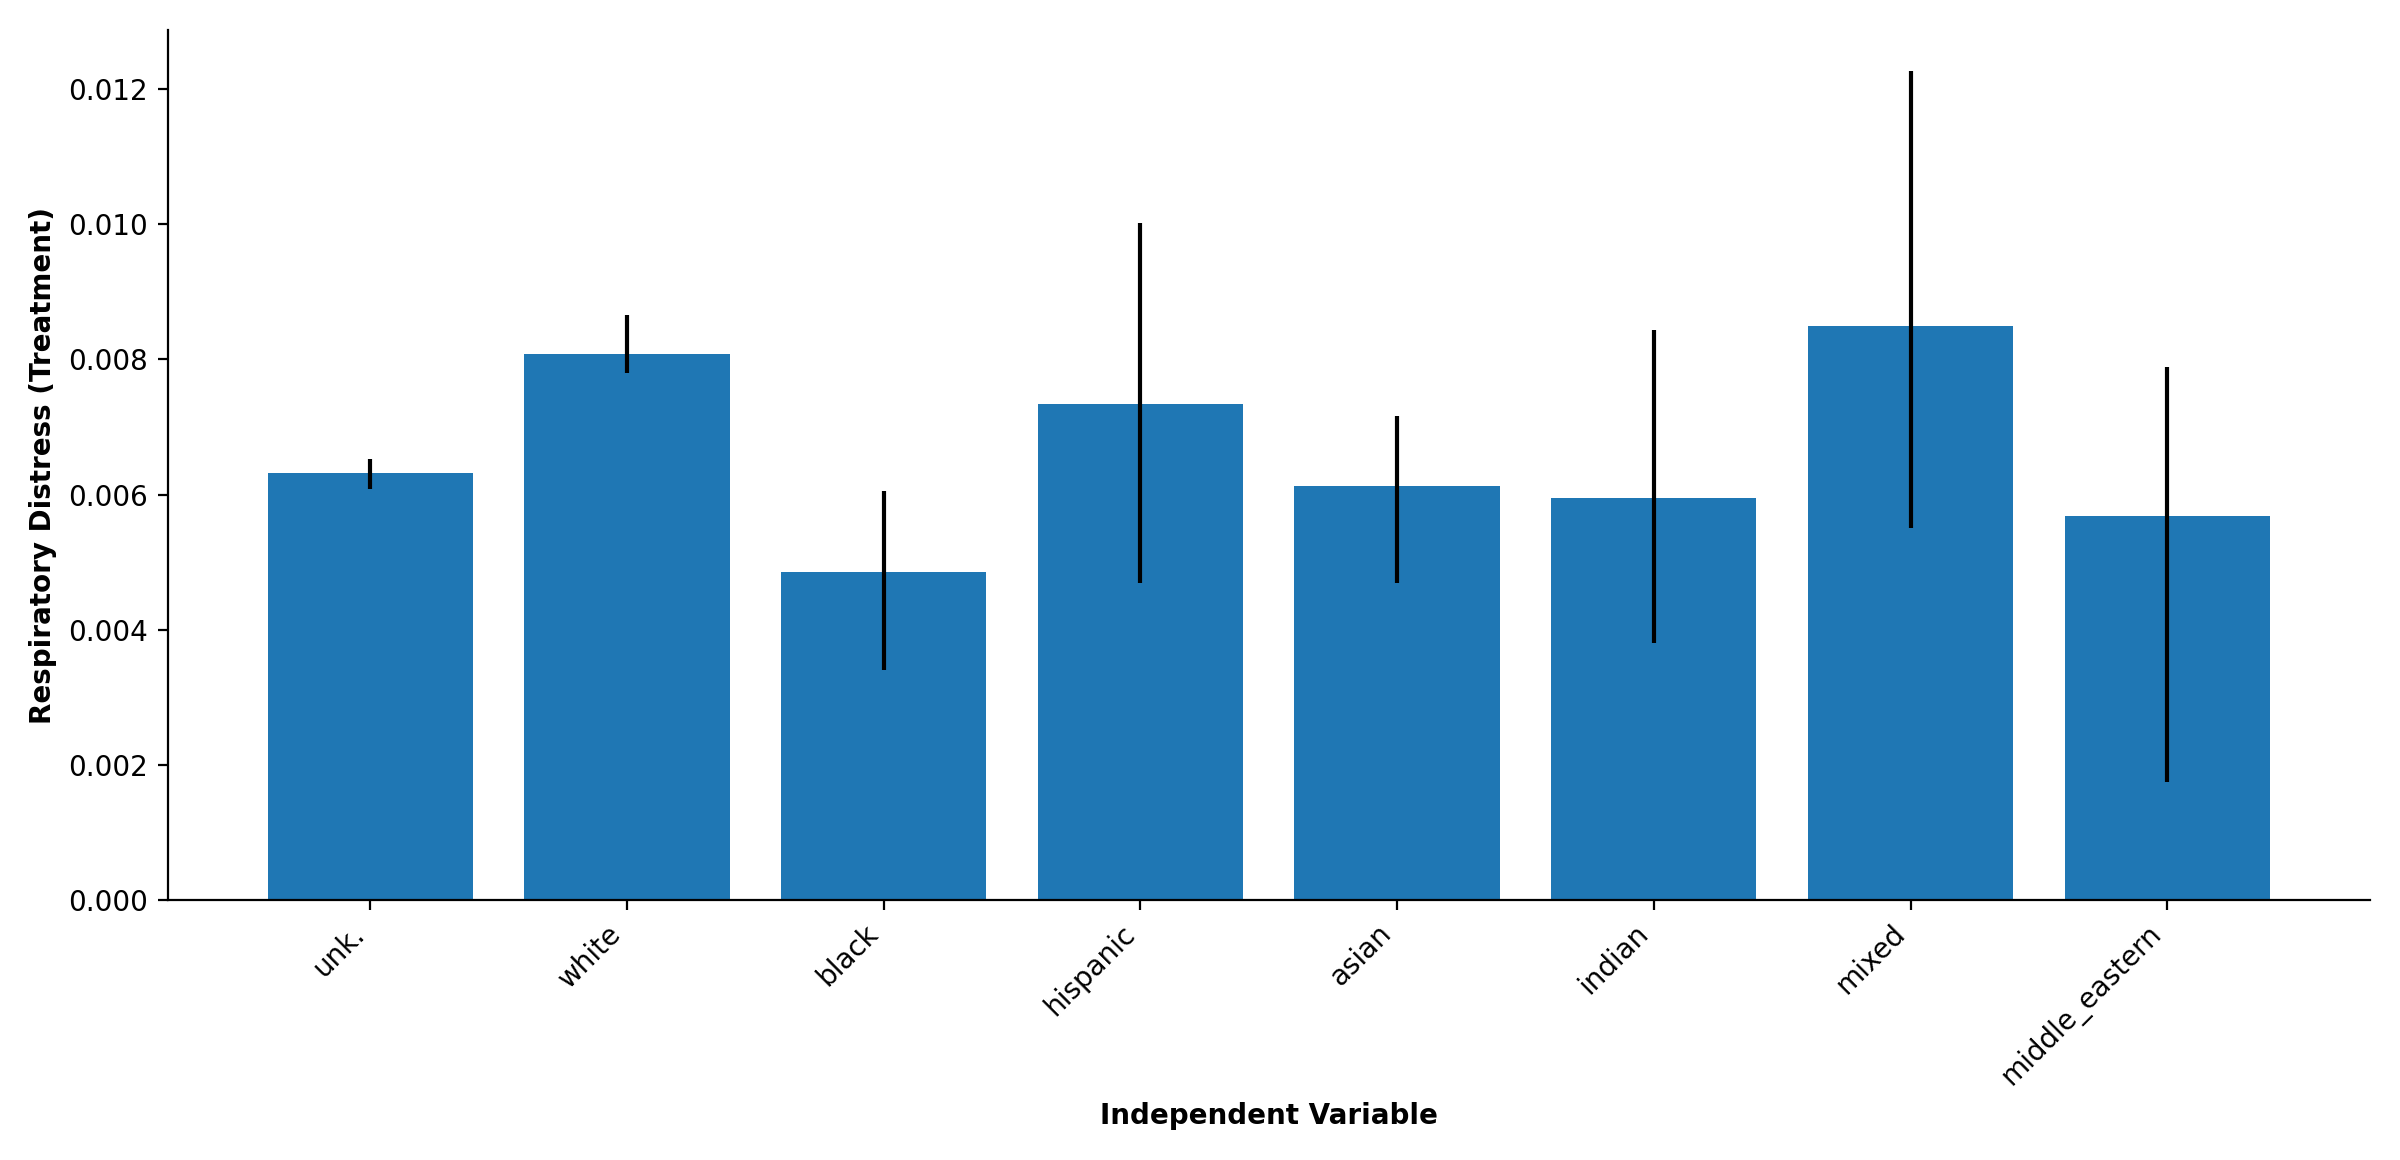 Respiratory Distress (Treatment)
0.012
0.010
0.008
0.006
0.004
0.002
0.000
unk.
white
black
hispanic
asian
indian
mixed
middle_eastern
Independent Variable